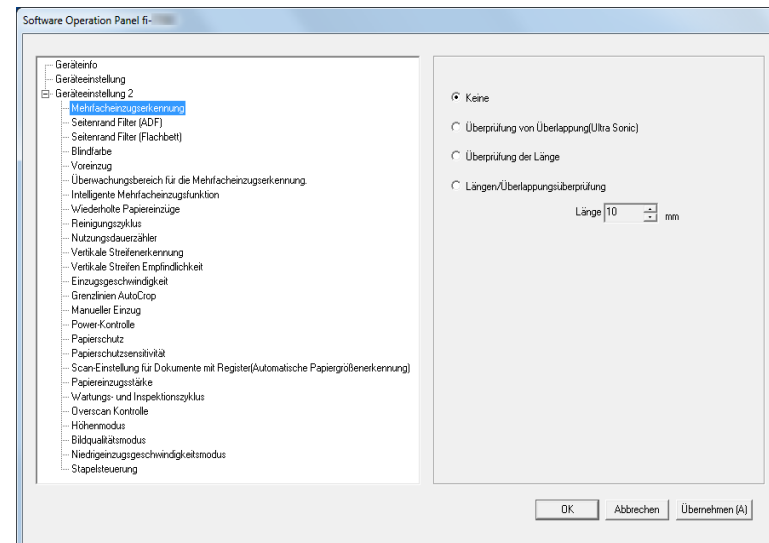 Software Operation Panel fi-
Geräteinfo
Geräteeinstellung
Geräteeinstellung 2
Mehrfacheinzugserkennung
Seitenrand Filter (ADF)
Seitenrand Filter (Flachbett)
Blindfarbe
Voreinzug
Überwachungsbereich für die Mehrfacheinzugserkennung.
Intelligente Mehrfacheinzugsfunktion
Wiederholte Papiereinzüge
Reinigungszyklus
Nutzungsdauerzähler
Vertikale Streifenerkennung
Vertikale Streifen Empfindlichkeit
Einzugsgeschwindigkeit
Grenzlinien AutoCrop
Manueller Einzug
Power-Kontrolle
Papierschutz
Papierschutzsensitivität
Scan-Einstellung für Dokumente mit Register(Automatische Papiergrößenerkennung)
Papiereinzugsstärke
Wartungs- und Inspektionszyklus
Overscan Kontrolle
Höhenmodus
Bildqualitätsmodus
Niedrigeinzugsgeschwindigkeitsmodus
Stapelsteuerung
Keine
Überprüfung von Überlappung(Ultra Sonic)
Überprüfung der Länge
Längen/Überlappungsüberprüfung
Länge 10 mm
OK Abbrechen Übernehmen (A)